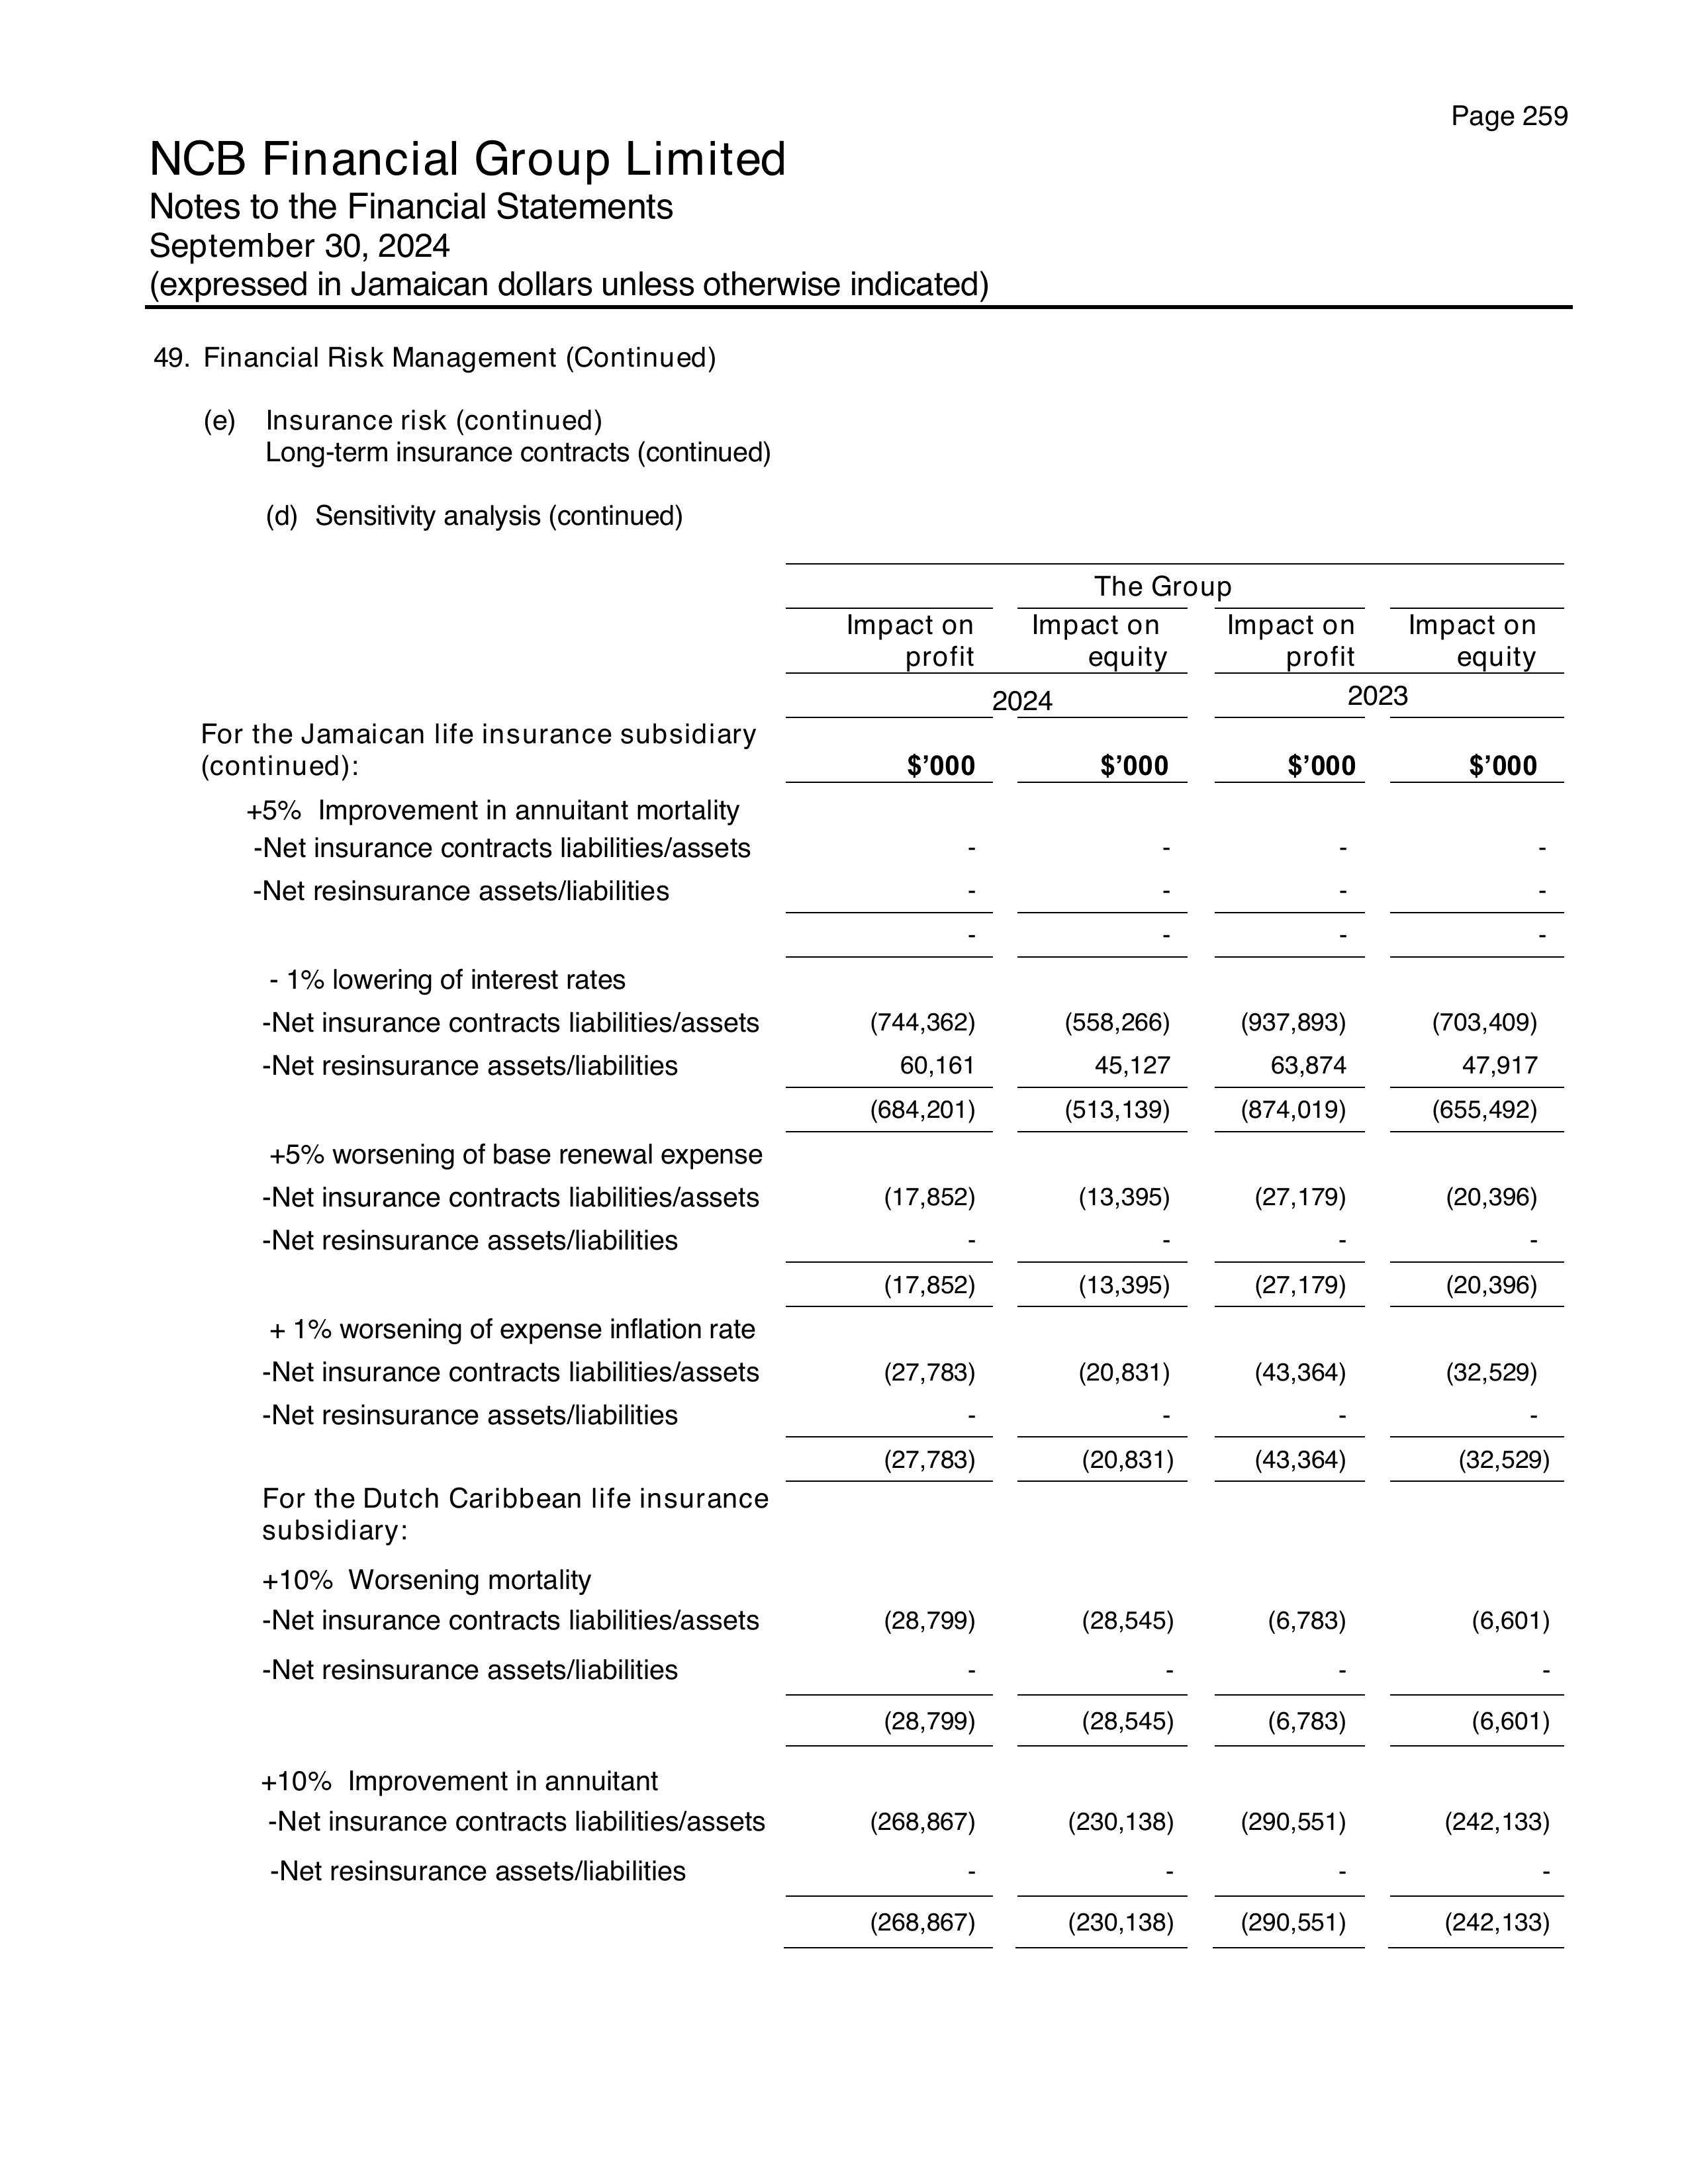 Page 259
NCB Financial Group Limited
Notes to the Financial Statements
September 30, 2024
(expressed in Jamaican dollars unless otherwise indicated)
49. Financial Risk Management (Continued)
(e) Insurance risk (continued)
Long-term insurance contracts (continued)
(d) Sensitivity analysis (continued)
The Group
Impact on profit Impact on equity Impact on profit Impact on equity
2024 2023
For the Jamaican life insurance subsidiary
(continued): $’000 $’000 $’000 $’000
+5% Improvement in annuitant mortality
-Net insurance contracts liabilities/assets - - - -
-Net resinsurance assets/liabilities - - - -
- - - -
- 1% lowering of interest rates
-Net insurance contracts liabilities/assets (744,362) (558,266) (937,893) (703,409)
-Net resinsurance assets/liabilities 60,161 45,127 63,874 47,917
(684,201) (513,139) (874,019) (655,492)
+5% worsening of base renewal expense
-Net insurance contracts liabilities/assets (17,852) (13,395) (27,179) (20,396)
-Net resinsurance assets/liabilities - - - -
(17,852) (13,395) (27,179) (20,396)
+ 1% worsening of expense inflation rate
-Net insurance contracts liabilities/assets (27,783) (20,831) (43,364) (32,529)
-Net resinsurance assets/liabilities - - - -
(27,783) (20,831) (43,364) (32,529)
For the Dutch Caribbean life insurance
subsidiary:
+10% Worsening mortality
-Net insurance contracts liabilities/assets (28,799) (28,545) (6,783) (6,601)
-Net resinsurance assets/liabilities - - - -
(28,799) (28,545) (6,783) (6,601)
+10% Improvement in annuitant
-Net insurance contracts liabilities/assets (268,867) (230,138) (290,551) (242,133)
-Net resinsurance assets/liabilities - - - -
(268,867) (230,138) (290,551) (242,133)